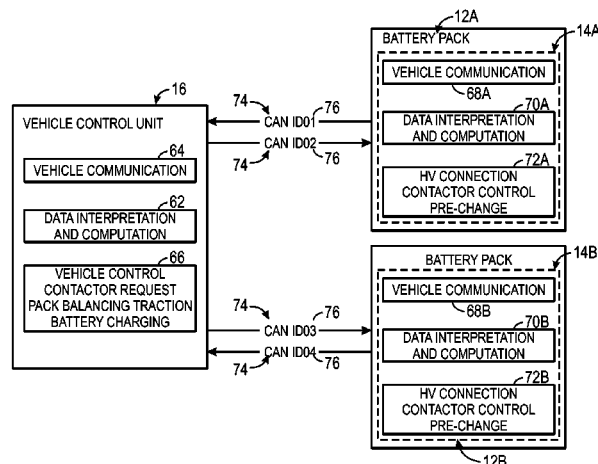 12A
BATTERY PACK
14A
VEHICLE COMMUNICATION
68A
70A
DATA INTERPRETATION
AND COMPUTATION
72A
HV CONNECTION
CONTACTOR CONTROL
PRE-CHANGE
16
VEHICLE CONTROL UNIT
64
VEHICLE COMMUNICATION
62
DATA INTERPRETATION
AND COMPUTATION
66
VEHICLE CONTROL
CONTACTOR REQUEST
PACK BALANCING TRACTION
BATTERY CHARGING
74 76
CAN ID01
CAN ID02
74 76
74 76
CAN ID03
CAN ID04
74 76
BATTERY PACK
14B
VEHICLE COMMUNICATION
68B
70B
DATA INTERPRETATION
AND COMPUTATION
72B
HV CONNECTION
CONTACTOR CONTROL
PRE-CHANGE
12B